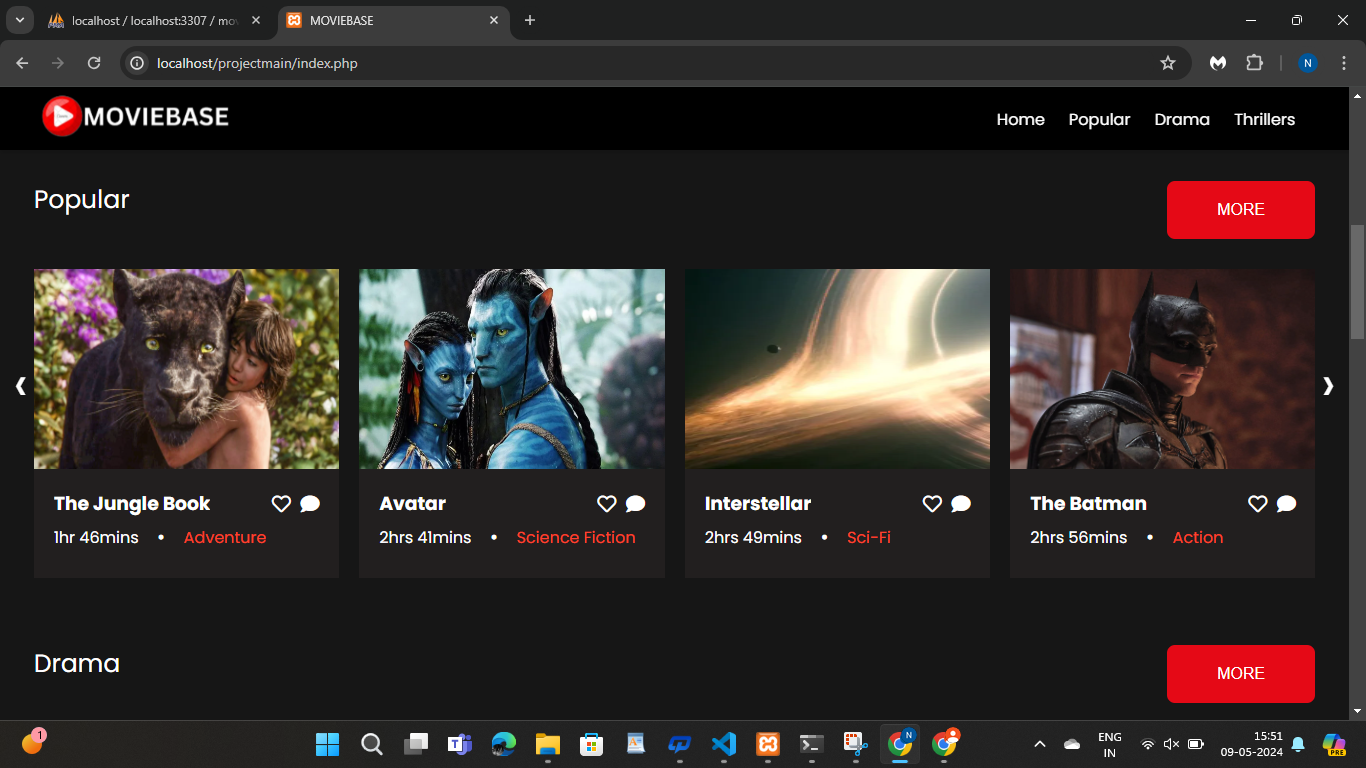 localhost / localhost:3307 / mov
MOVIEBASE
localhost/projectmain/index.php
N
MOVIEBASE
Home Popular Drama Thrillers
Popular
MORE
The Jungle Book
1hr 46mins • Adventure
Avatar
2hrs 41mins • Science Fiction
Interstellar
2hrs 49mins • Sci-Fi
The Batman
2hrs 56mins • Action
Drama
MORE
1
N
ENG
IN
15:51
09-05-2024
PRE